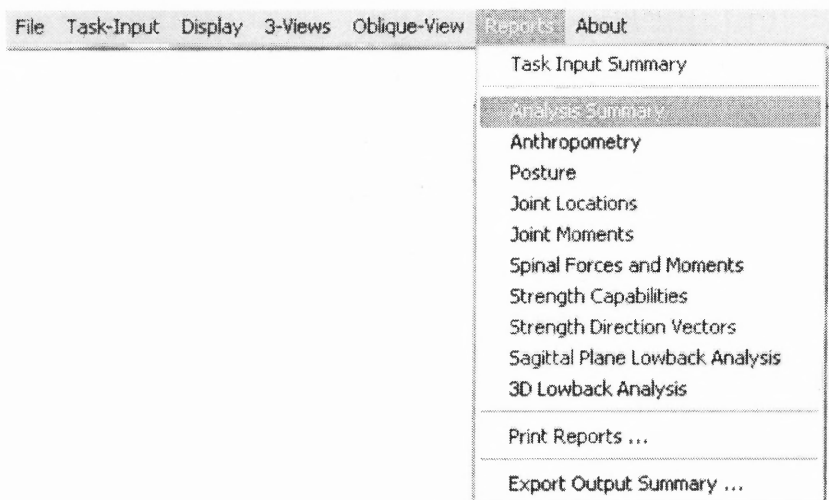 File Task-Input Display 3-Views Oblique-View Reports About
Task Input Summary
Analysis Summary
Anthropometry
Posture
Joint Locations
Joint Moments
Spinal Forces and Moments
Strength Capabilities
Strength Direction Vectors
Sagittal Plane Lowback Analysis
3D Lowback Analysis
Print Reports ...
Export Output Summary ...